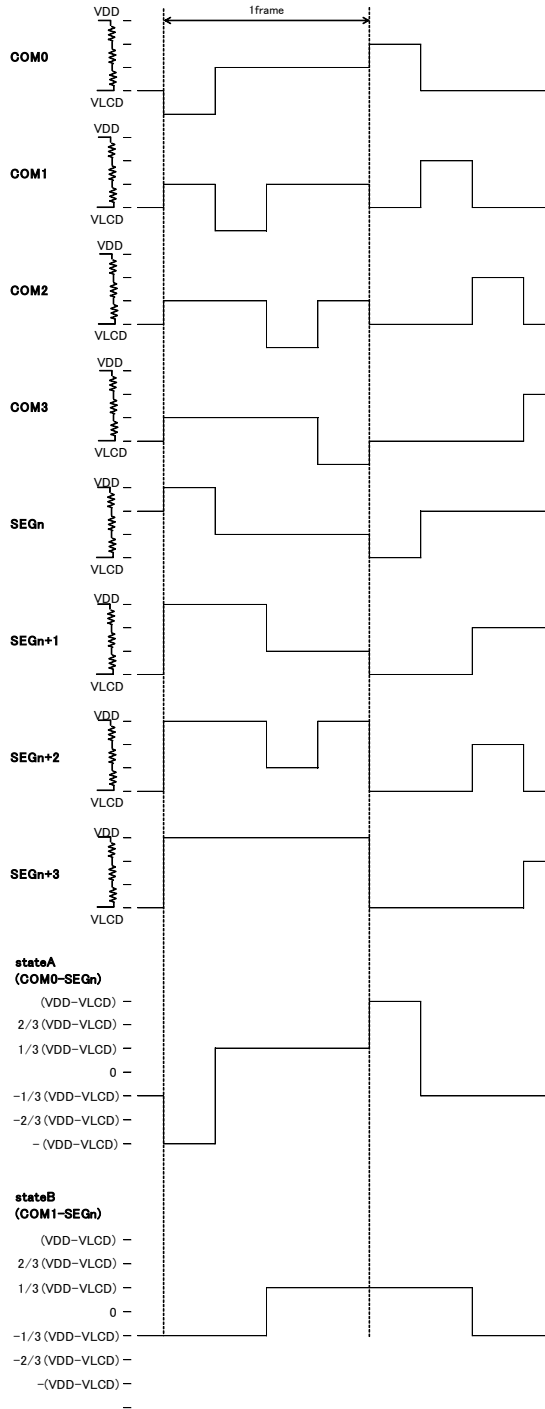 1frame
VDD
COM0
VLCD
VDD
COM1
VLCD
VDD
COM2
VLCD
VDD
COM3
VLCD
VDD
SEGn
VLCD
VDD
SEGn+1
VLCD
VDD
SEGn+2
VLCD
VDD
SEGn+3
VLCD
stateA
(COM0-SEGn)
(VDD-VLCD)
2/3(VDD-VLCD)
1/3(VDD-VLCD)
0
-1/3(VDD-VLCD)
-2/3(VDD-VLCD)
-(VDD-VLCD)
stateB
(COM1-SEGn)
(VDD-VLCD)
2/3(VDD-VLCD)
1/3(VDD-VLCD)
0
-1/3(VDD-VLCD)
-2/3(VDD-VLCD)
-(VDD-VLCD)